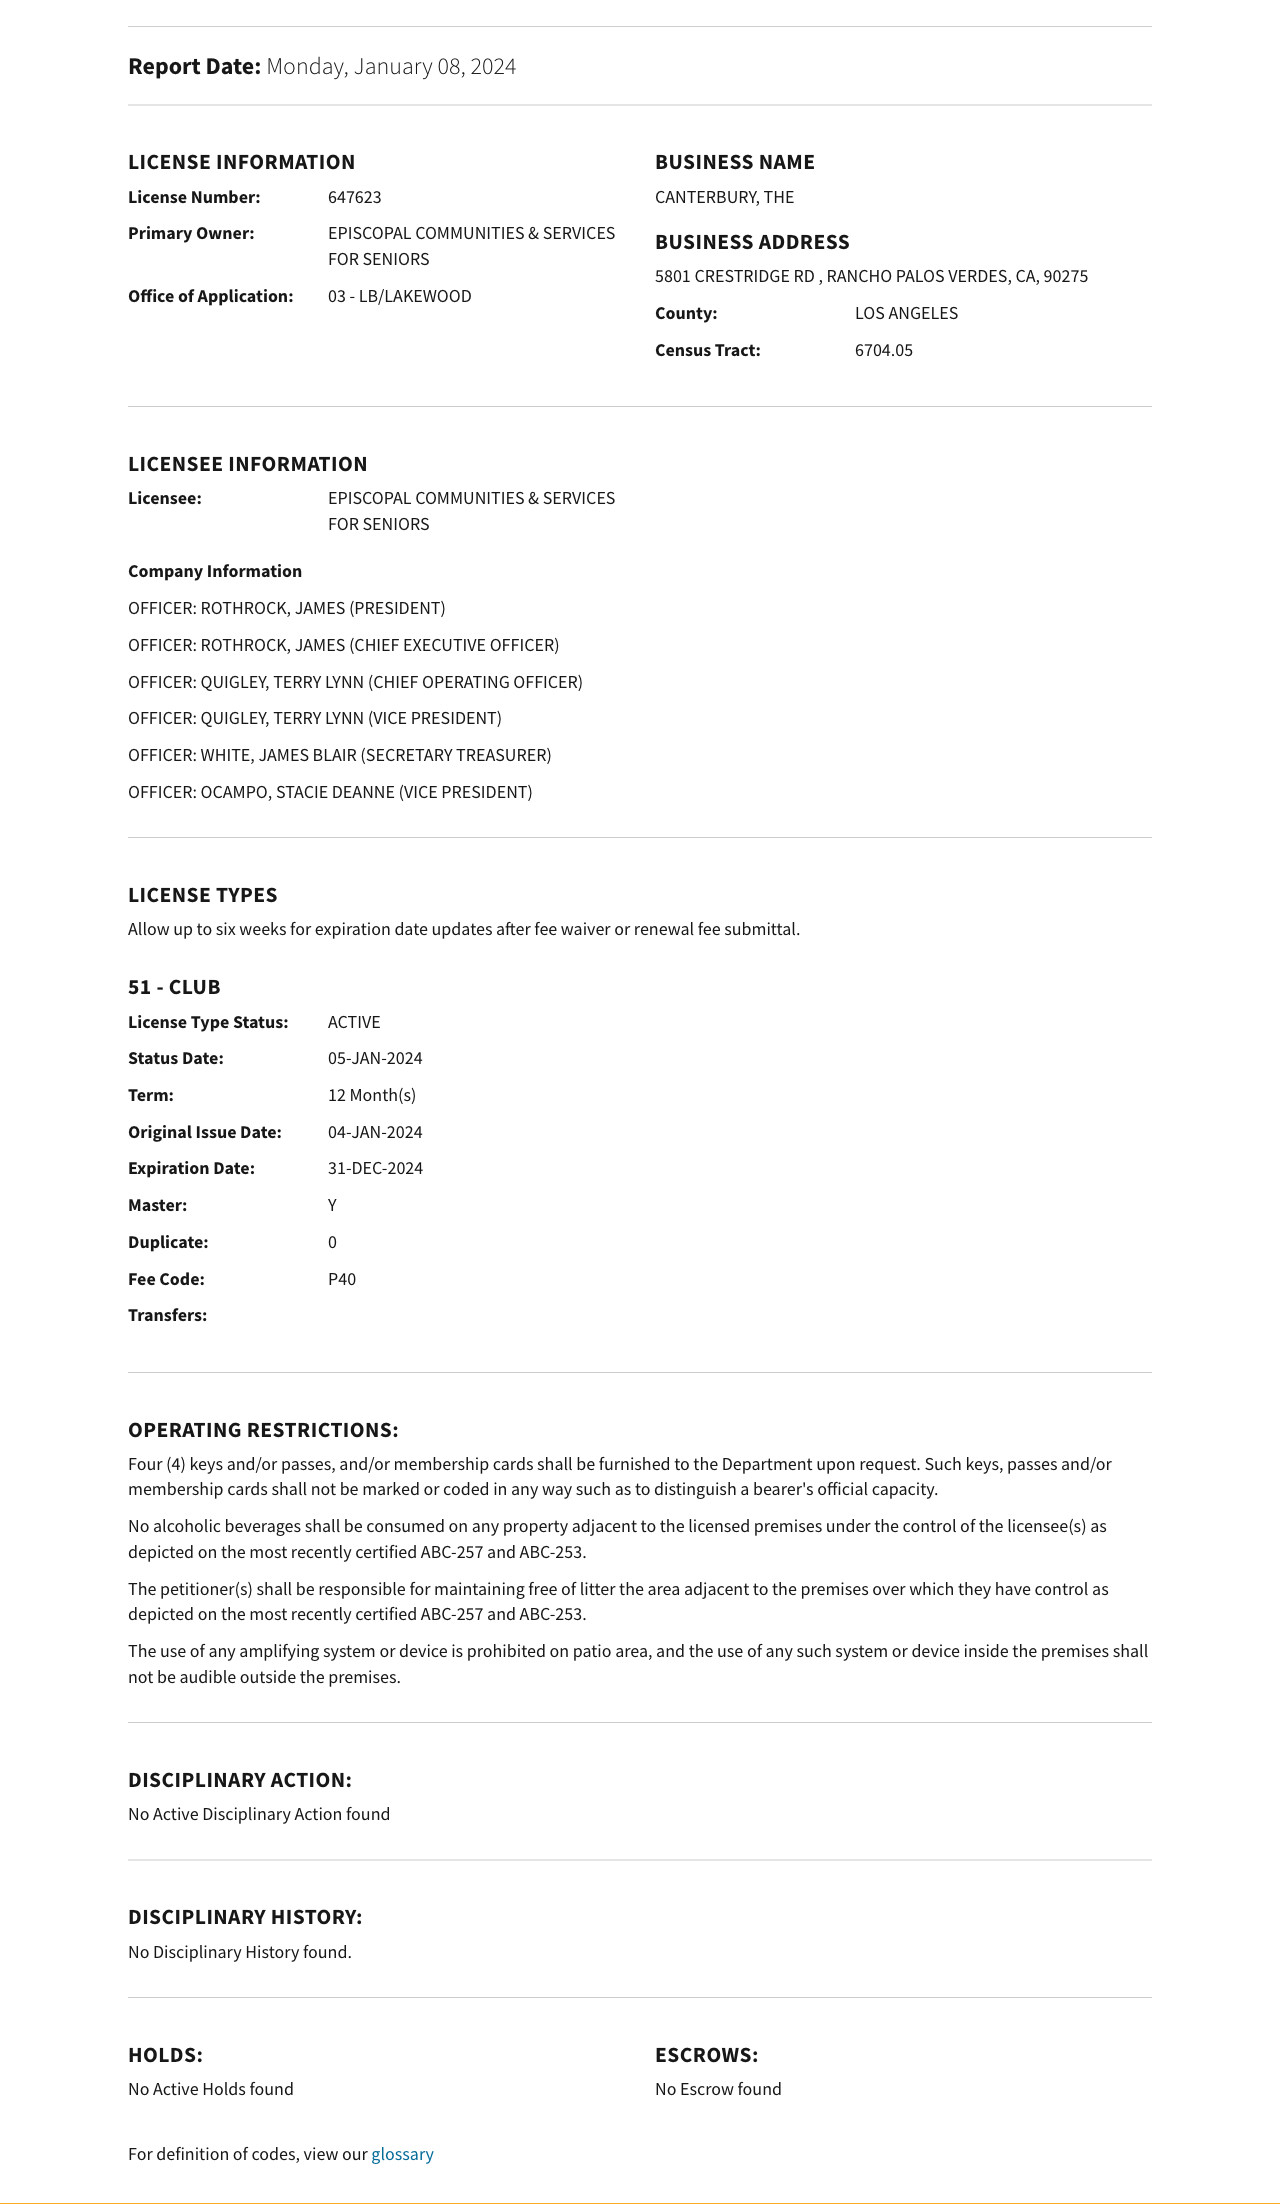 Report Date: Monday, January 08, 2024
LICENSE INFORMATION
License Number: 647623
Primary Owner: EPISCOPAL COMMUNITIES & SERVICES
FOR SENIORS
Office of Application: 03 - LB/LAKEWOOD
BUSINESS NAME
CANTERBURY, THE
BUSINESS ADDRESS
5801 CRESTRIDGE RD , RANCHO PALOS VERDES, CA, 90275
County: LOS ANGELES
Census Tract: 6704.05
LICENSEE INFORMATION
Licensee: EPISCOPAL COMMUNITIES & SERVICES
FOR SENIORS
Company Information
OFFICER: ROTHROCK, JAMES (PRESIDENT)
OFFICER: ROTHROCK, JAMES (CHIEF EXECUTIVE OFFICER)
OFFICER: QUIGLEY, TERRY LYNN (CHIEF OPERATING OFFICER)
OFFICER: QUIGLEY, TERRY LYNN (VICE PRESIDENT)
OFFICER: WHITE, JAMES BLAIR (SECRETARY TREASURER)
OFFICER: OCAMPO, STACIE DEANNE (VICE PRESIDENT)
LICENSE TYPES
Allow up to six weeks for expiration date updates after fee waiver or renewal fee submittal.
51 - CLUB
License Type Status: ACTIVE
Status Date: 05-JAN-2024
Term: 12 Month(s)
Original Issue Date: 04-JAN-2024
Expiration Date: 31-DEC-2024
Master: Y
Duplicate: 0
Fee Code: P40
Transfers:
OPERATING RESTRICTIONS:
Four (4) keys and/or passes, and/or membership cards shall be furnished to the Department upon request. Such keys, passes and/or
membership cards shall not be marked or coded in any way such as to distinguish a bearer's official capacity.
No alcoholic beverages shall be consumed on any property adjacent to the licensed premises under the control of the licensee(s) as
depicted on the most recently certified ABC-257 and ABC-253.
The petitioner(s) shall be responsible for maintaining free of litter the area adjacent to the premises over which they have control as
depicted on the most recently certified ABC-257 and ABC-253.
The use of any amplifying system or device is prohibited on patio area, and the use of any such system or device inside the premises shall
not be audible outside the premises.
DISCIPLINARY ACTION:
No Active Disciplinary Action found
DISCIPLINARY HISTORY:
No Disciplinary History found.
HOLDS:
No Active Holds found
ESCROWS:
No Escrow found
For definition of codes, view our glossary